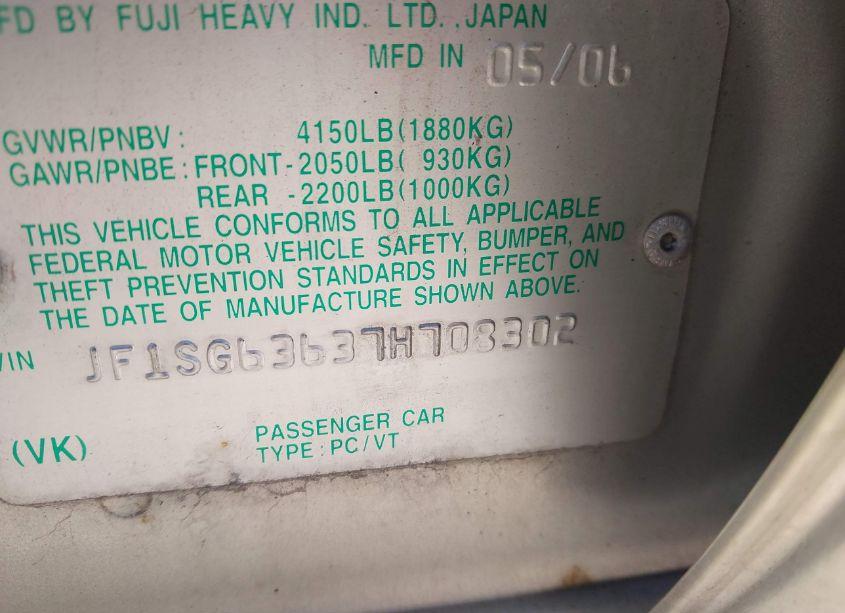 FD BY FUJI HEAVY IND. LTD.,JAPAN
MFD IN 05/06
GVWR/PNBV: 4150LB(1880KG)
GAWR/PNBE:FRONT-2050LB( 930KG)
REAR -2200LB(1000KG)
THIS VEHICLE CONFORMS TO ALL APPLICABLE
FEDERAL MOTOR VEHICLE SAFETY, BUMPER, AND
THEFT PREVENTION STANDARDS IN EFFECT ON
THE DATE OF MANUFACTURE SHOWN ABOVE.
VIN JF1SG63637H708302
(VK) PASSENGER CAR
TYPE:PC/VT